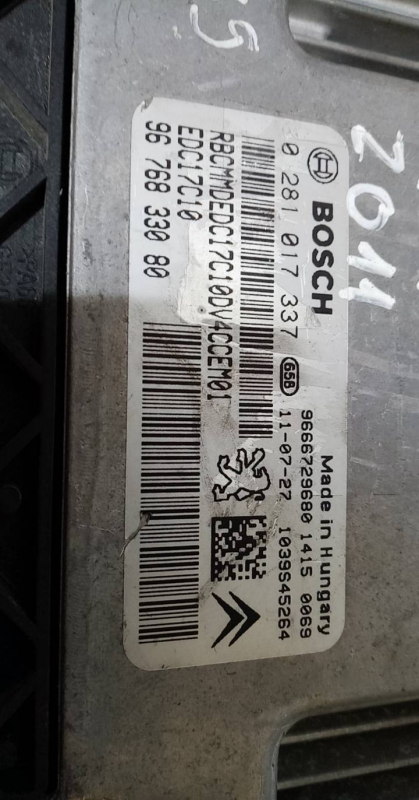 BOSCH
Made in Hungary
0 281 017 337
9666729680 1415 0069
65B
11-07-27 1039S45264
RBCMMDEDC17C10DV4CCEM01
EDC17C10
96 768 330 80
2011